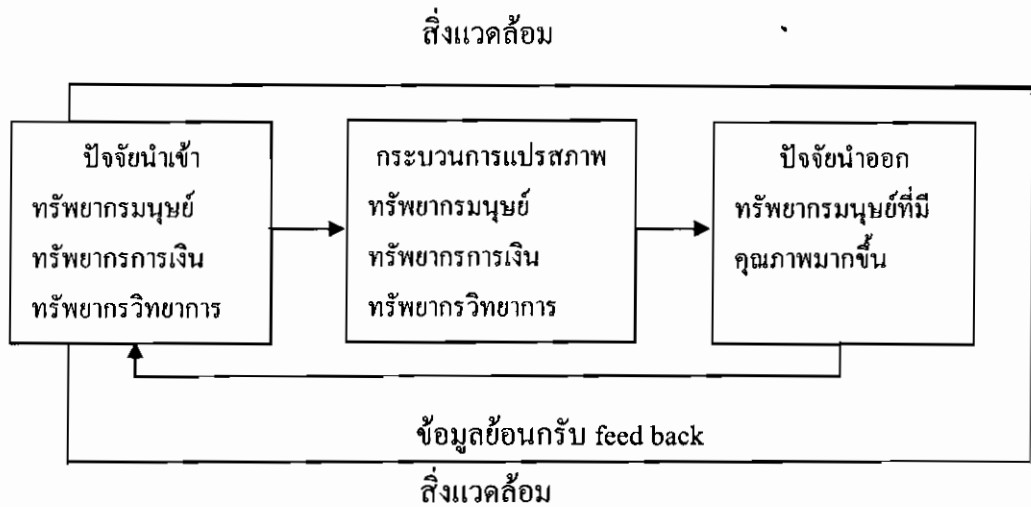 สิ่งแวดล้อม
ปัจจัยนำเข้า
ทรัพยากรมนุษย์
ทรัพยากรการเงิน
ทรัพยากรวิทยาการ
กระบวนการแปรสภาพ
ทรัพยากรมนุษย์
ทรัพยากรการเงิน
ทรัพยากรวิทยาการ
ปัจจัยนำออก
ทรัพยากรมนุษย์ที่มี
คุณภาพมากขึ้น
ข้อมูลย้อนกรับ feed back
สิ่งแวดล้อม